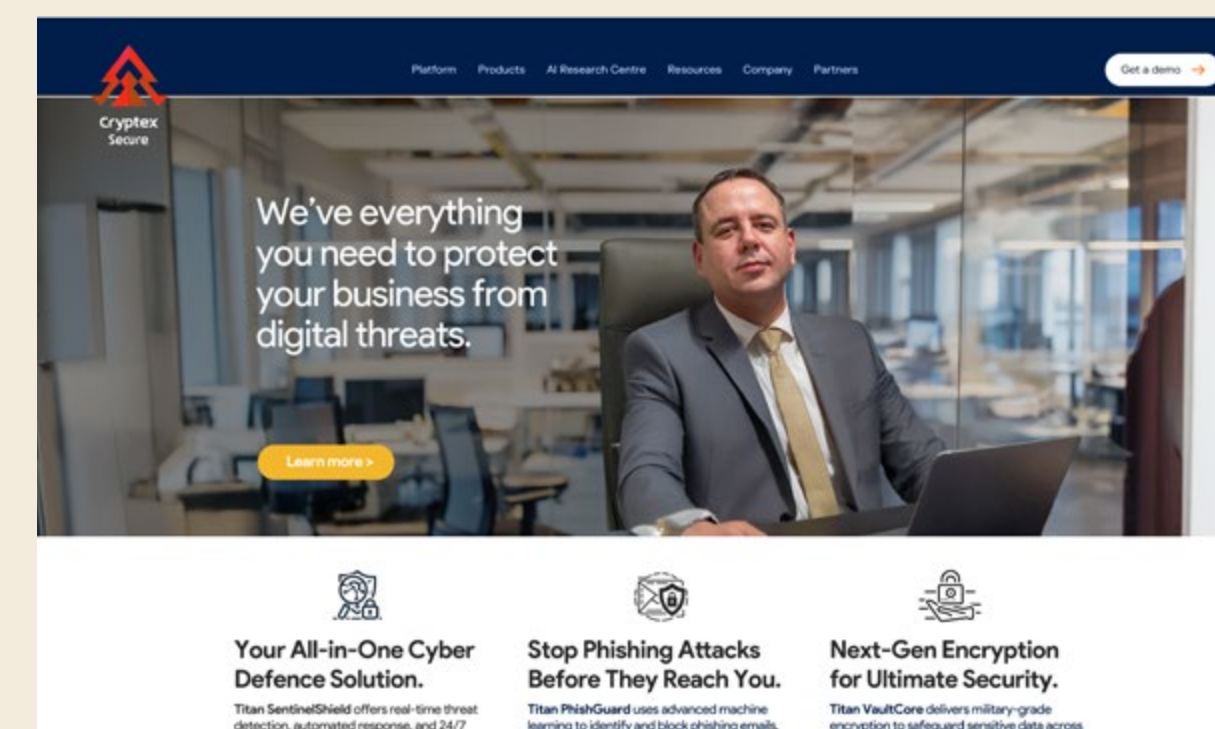 Platform Products AI Research Centre Resources Company Partners
Get a demo →
Cryptex
Secure
We’ve everything
you need to protect
your business from
digital threats.
Learn more >
Your All-in-One Cyber
Defence Solution.
Titan SentinelShield offers real-time threat
detection, automated response, and 24/7
Stop Phishing Attacks
Before They Reach You.
Titan PhishGuard uses advanced machine
learning to identify and block phishing emails,
Next-Gen Encryption
for Ultimate Security.
Titan VaultCore delivers military-grade
encryption to safeguard sensitive data across